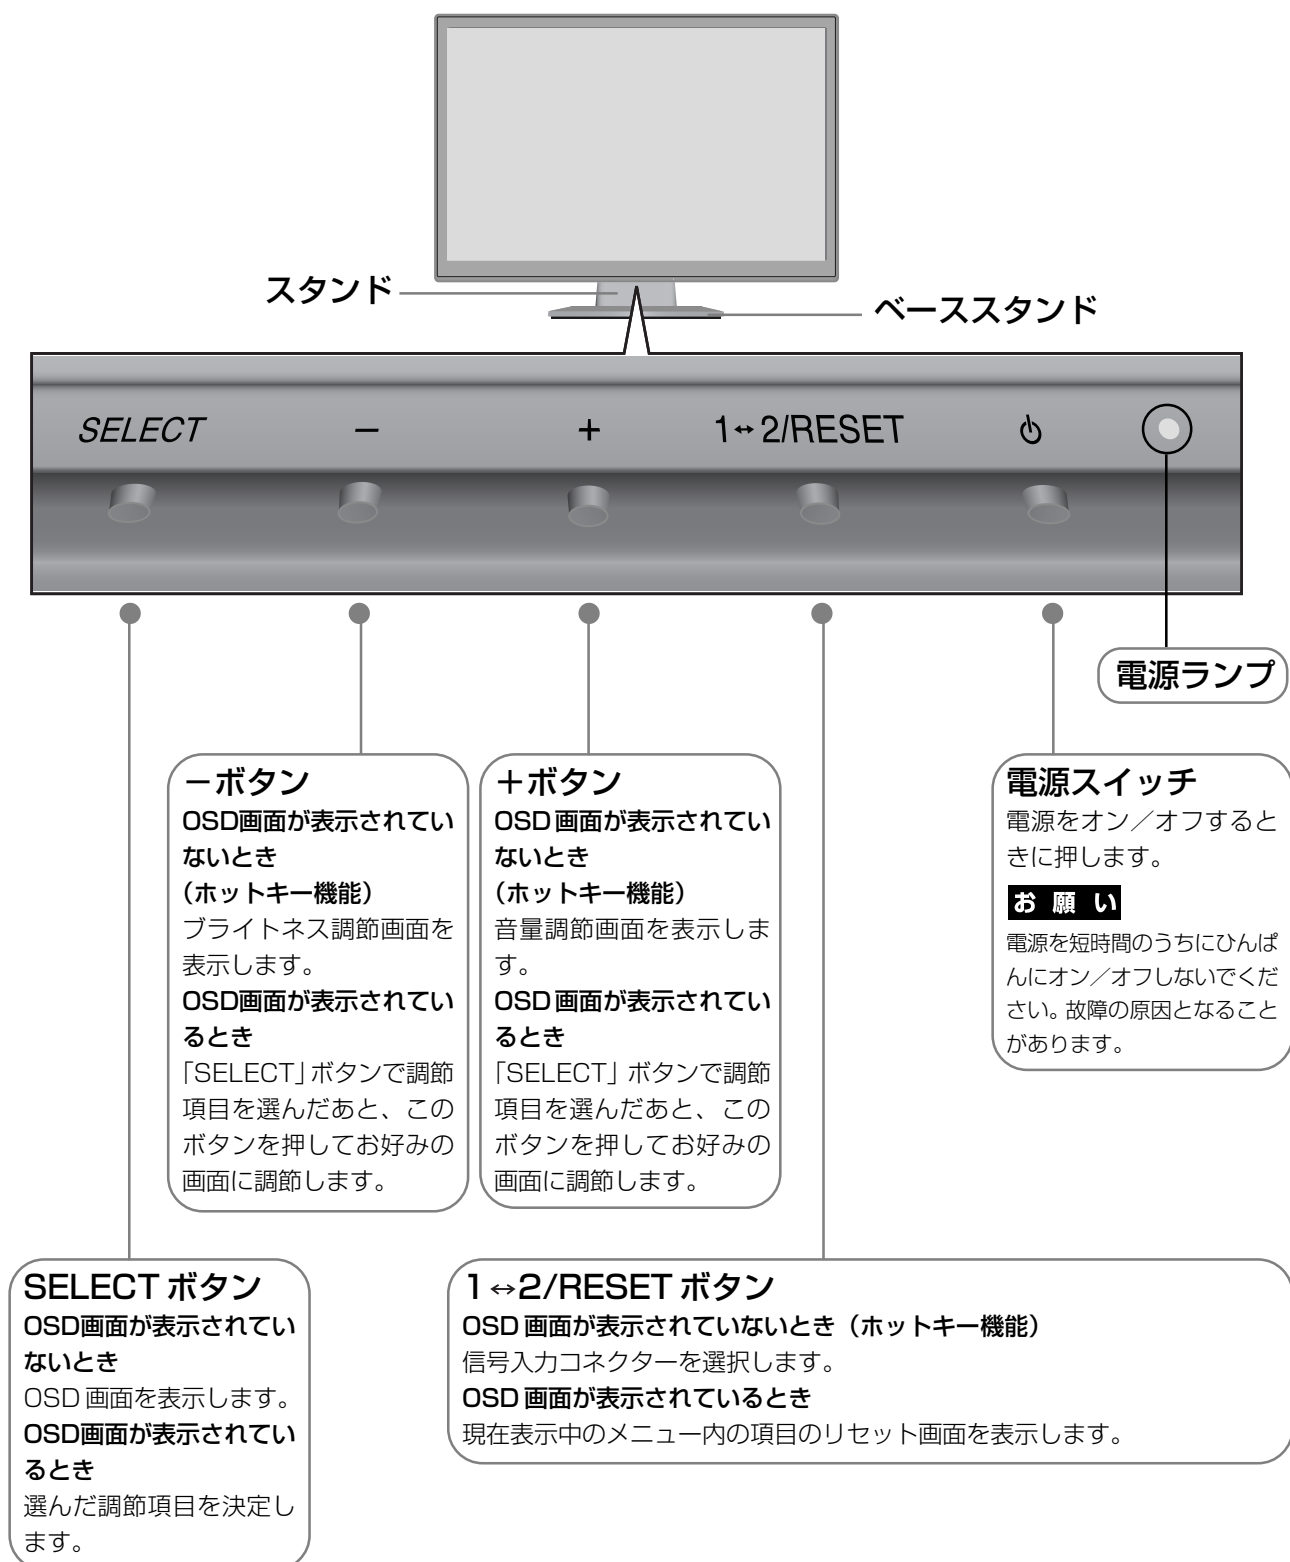 スタンド
ベーススタンド
SELECT
−
+
1↔2/RESET
⏻
電源ランプ
−ボタン
OSD画面が表示されてい
ないとき
（ホットキー機能）
ブライトネス調節画面を
表示します。
OSD画面が表示されてい
るとき
「SELECT」ボタンで調節
項目を選んだあと、この
ボタンを押してお好みの
画面に調節します。
＋ボタン
OSD 画面が表示されてい
ないとき
（ホットキー機能）
音量調節画面を表示しま
す。
OSD 画面が表示されてい
るとき
「SELECT」ボタンで調節
項目を選んだあと、この
ボタンを押してお好みの
画面に調節します。
電源スイッチ
電源をオン／オフすると
きに押します。
お 願 い
電源を短時間のうちにひんぱ
んにオン／オフしないでくだ
さい。故障の原因となること
があります。
SELECT ボタン
OSD画面が表示されてい
ないとき
OSD 画面を表示します。
OSD画面が表示されてい
るとき
選んだ調節項目を決定し
ます。
1↔2/RESET ボタン
OSD 画面が表示されていないとき（ホットキー機能）
信号入力コネクターを選択します。
OSD 画面が表示されているとき
現在表示中のメニュー内の項目のリセット画面を表示します。